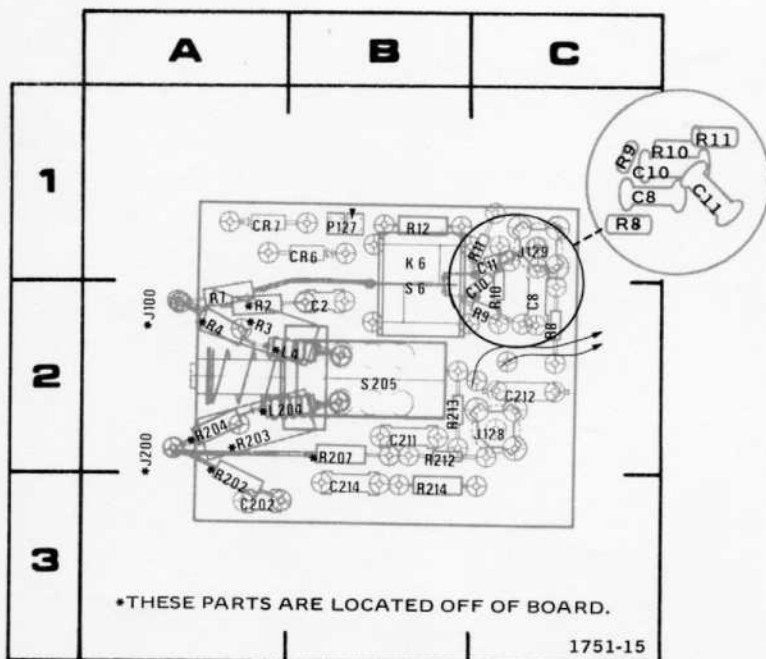 A B C
1
R11
R10
R9
C10
C8
C11
R8
CR7 P127 R12
CR6
R11 J129
K6
C11
S6
C10
R10
C8
R1
*R2
C2
*J100
*R4
*R3
R9
R8
*L4
2
S205
C212
*L204
R213
*R204
C211
J128
*R203
*J200
*R207
R212
*R202
C214 R214
C202
3
*THESE PARTS ARE LOCATED OFF OF BOARD.
1751-15